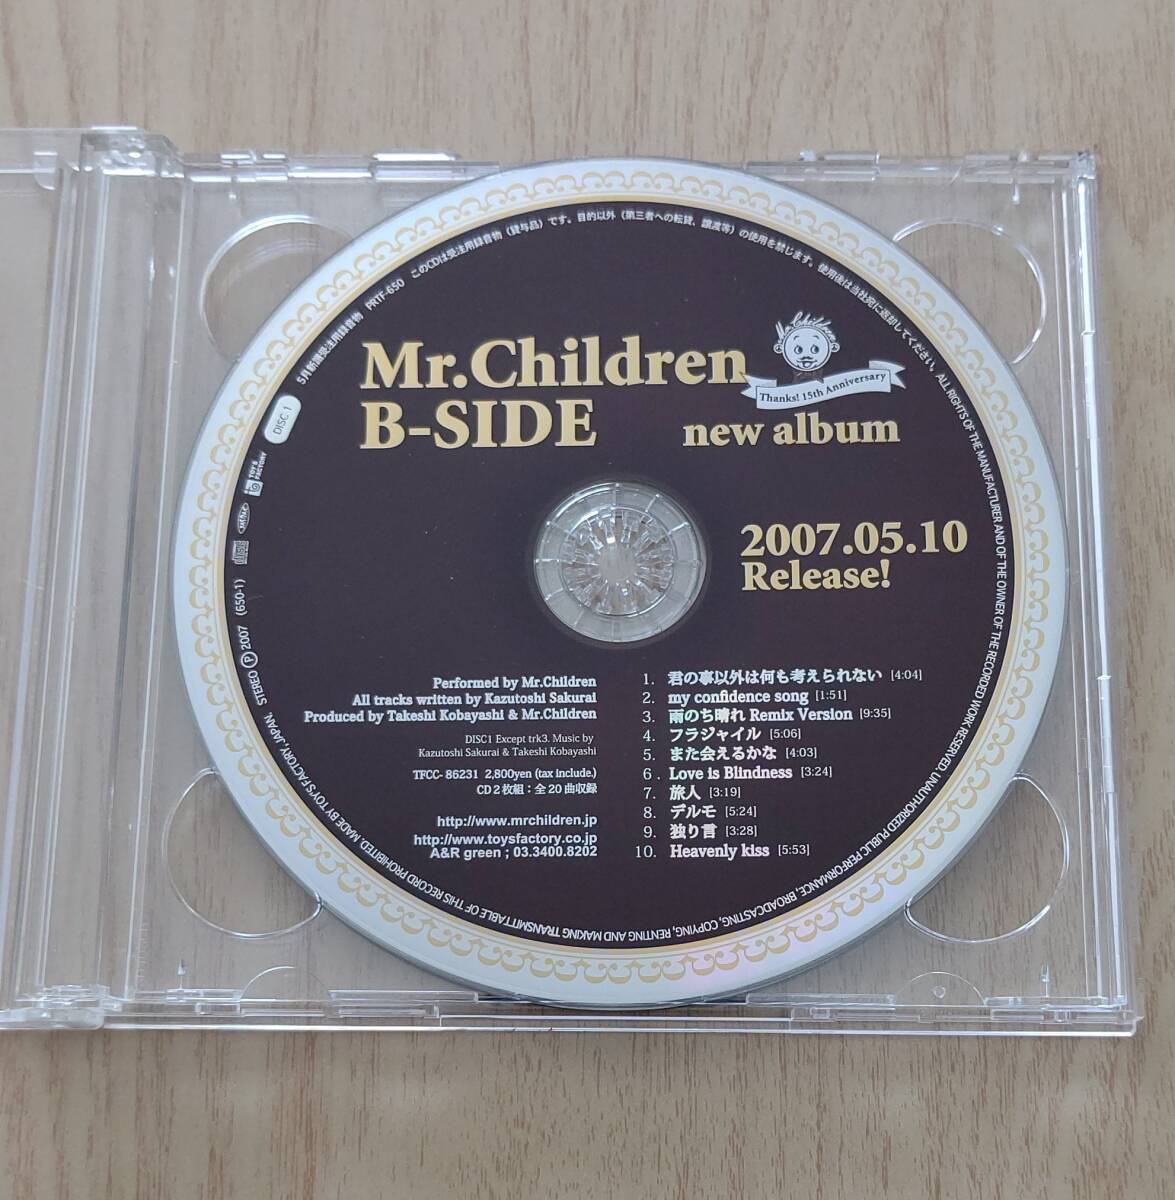 5月新譜受注用録音物 PRTF-650 このCDは受注用録音物（貸与品）です。目的以外（第三者への転貸、譲渡等）の使用を禁じます。使用後は当社宛に返却してください。ALL RIGHTS OF THE MANUFACTURER AND OF THE OWNER OF THE RECORDED WORK RESERVED. UNAUTHORIZED PUBLIC PERFORMANCE, BROADCASTING, COPYING, RENTING AND MAKING TRANSMITTABLE OF THIS RECORD PROHIBITED. MADE BY TOY'S FACTORY, JAPAN. STEREO Ⓟ 2007 (650-1)
DISC 1
TOY'S FACTORY
Mr.Children
B-SIDE
Mr.Children
Thanks! 15th Anniversary
new album
2007.05.10
Release!
Performed by Mr.Children
All tracks written by Kazutoshi Sakurai
Produced by Takeshi Kobayashi & Mr.Children
DISC1 Except trk3. Music by
Kazutoshi Sakurai & Takeshi Kobayashi
TFCC- 86231 2,800yen (tax include.)
CD 2枚組：全20曲収録
http://www.mrchildren.jp
http://www.toysfactory.co.jp
A&R green ; 03.3400.8202
1. 君の事以外は何も考えられない [4:04]
2. my confidence song [1:51]
3. 雨のち晴れ Remix Version [9:35]
4. フラジャイル [5:06]
5. また会えるかな [4:03]
6. Love is Blindness [3:24]
7. 旅人 [3:19]
8. デルモ [5:24]
9. 独り言 [3:28]
10. Heavenly kiss [5:53]